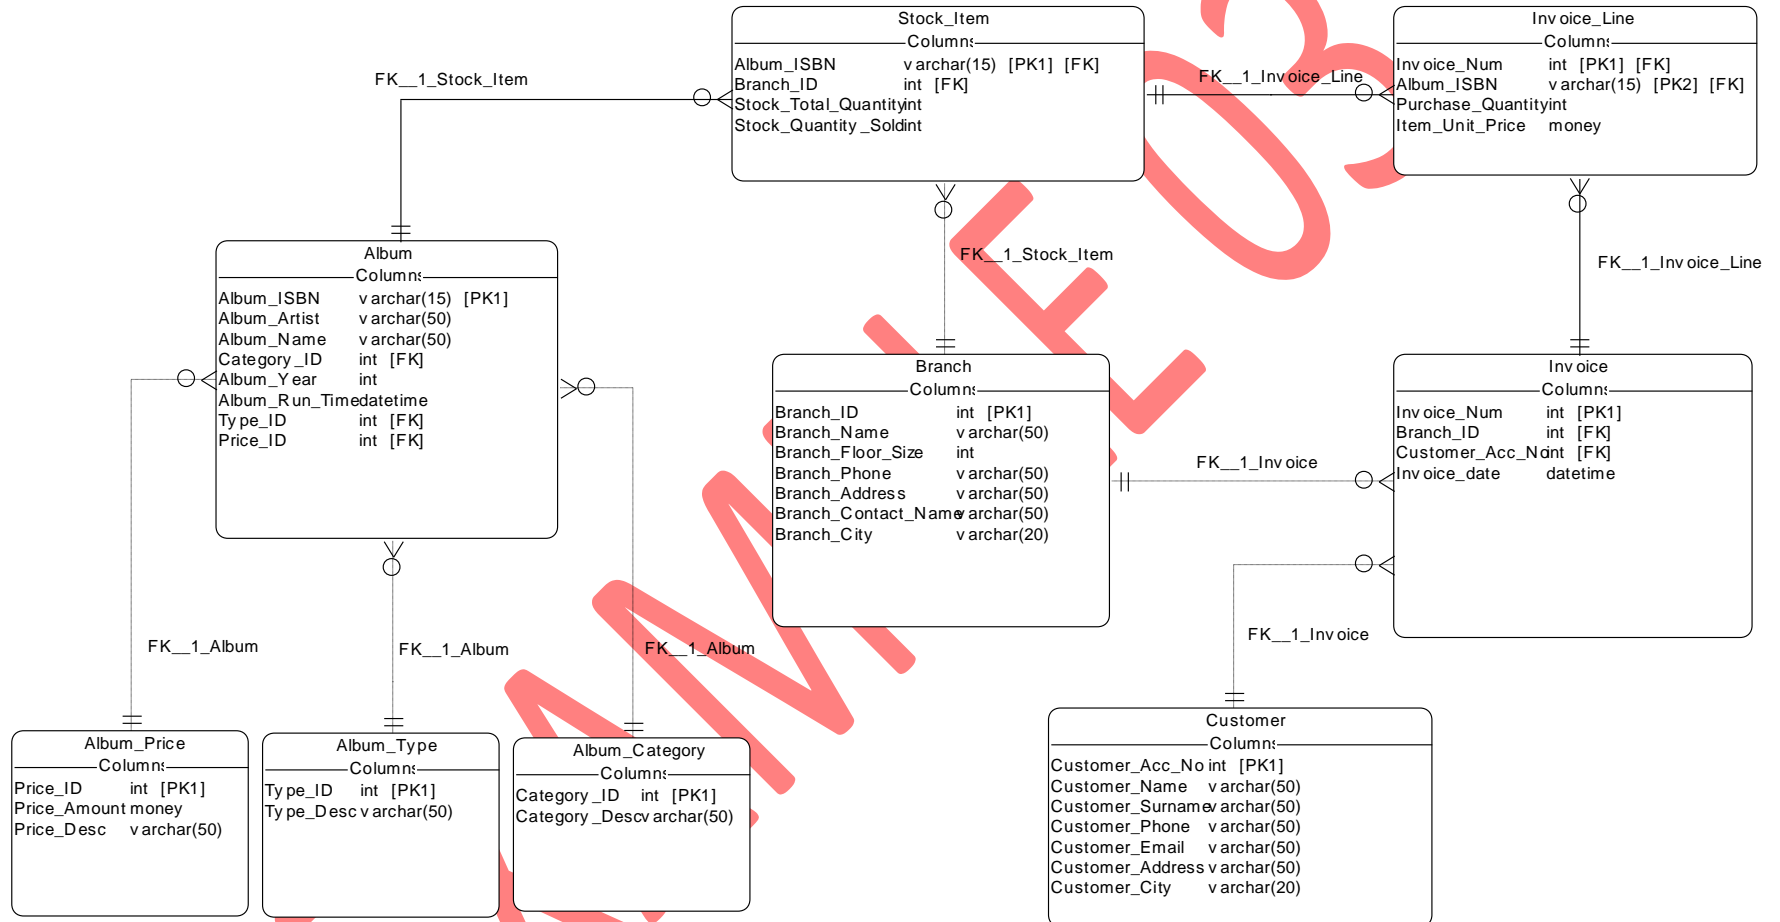 Stock_Item
Columns
Album_ISBN varchar(15) [PK1] [FK]
Branch_ID int [FK]
Stock_Total_Quantity int
Stock_Quantity_Sold int
Invoice_Line
Columns
Invoice_Num int [PK1] [FK]
Album_ISBN varchar(15) [PK2] [FK]
Purchase_Quantity int
Item_Unit_Price money
FK__1_Stock_Item
FK__1_Invoice_Line
FK__1_Stock_Item
FK__1_Invoice_Line
Album
Columns
Album_ISBN varchar(15) [PK1]
Album_Artist varchar(50)
Album_Name varchar(50)
Category_ID int [FK]
Album_Year int
Album_Run_Time datetime
Type_ID int [FK]
Price_ID int [FK]
Branch
Columns
Branch_ID int [PK1]
Branch_Name varchar(50)
Branch_Floor_Size int
Branch_Phone varchar(50)
Branch_Address varchar(50)
Branch_Contact_Name varchar(50)
Branch_City varchar(20)
Invoice
Columns
Invoice_Num int [PK1]
Branch_ID int [FK]
Customer_Acc_No int [FK]
Invoice_date datetime
FK__1_Invoice
FK__1_Invoice
FK__1_Album
FK__1_Album
FK__1_Album
Album_Price
Columns
Price_ID int [PK1]
Price_Amount money
Price_Desc varchar(50)
Album_Type
Columns
Type_ID int [PK1]
Type_Desc varchar(50)
Album_Category
Columns
Category_ID int [PK1]
Category_Desc varchar(50)
Customer
Columns
Customer_Acc_No int [PK1]
Customer_Name varchar(50)
Customer_Surname varchar(50)
Customer_Phone varchar(50)
Customer_Email varchar(50)
Customer_Address varchar(50)
Customer_City varchar(20)